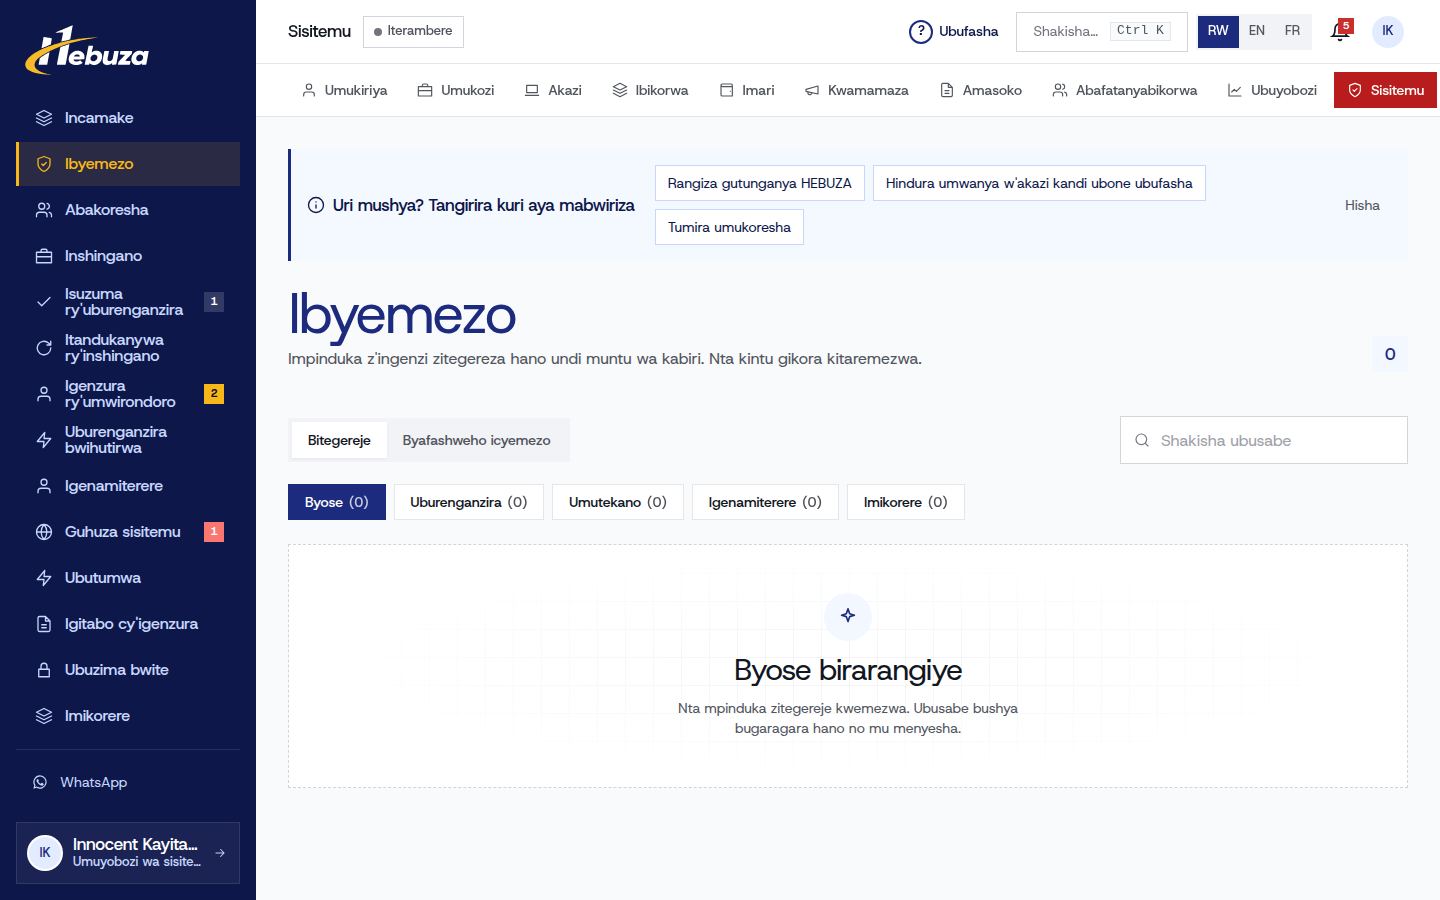 Hebuza
Incamake
Ibyemezo
Abakoresha
Inshingano
Isuzuma
ry'uburenganzira
1
Itandukanywa
ry'inshingano
Igenzura
ry'umwirondoro
2
Uburenganzira
bwihutirwa
Igenamiterere
Guhuza sisitemu
1
Ubutumwa
Igitabo cy'igenzura
Ubuzima bwite
Imikorere
WhatsApp
IK
Innocent Kayita...
Umuyobozi wa sisite...
Sisitemu
Iterambere
? Ubufasha
Shakisha... Ctrl K
RW EN FR
5
IK
Umukiriya Umukozi Akazi Ibikorwa Imari Kwamamaza Amasoko Abafatanyabikorwa Ubuyobozi Sisitemu
Uri mushya? Tangirira kuri aya mabwiriza
Rangiza gutunganya HEBUZA
Hindura umwanya w'akazi kandi ubone ubufasha
Tumira umukoresha
Hisha
Ibyemezo
Impinduka z'ingenzi zitegereza hano undi muntu wa kabiri. Nta kintu gikora kitaremezwa.
0
Bitegereje Byafashweho icyemezo
Shakisha ubusabe
Byose (0) Uburenganzira (0) Umutekano (0) Igenamiterere (0) Imikorere (0)
Byose birarangiye
Nta mpinduka zitegereje kwemezwa. Ubusabe bushya
bugaragara hano no mu menyesha.